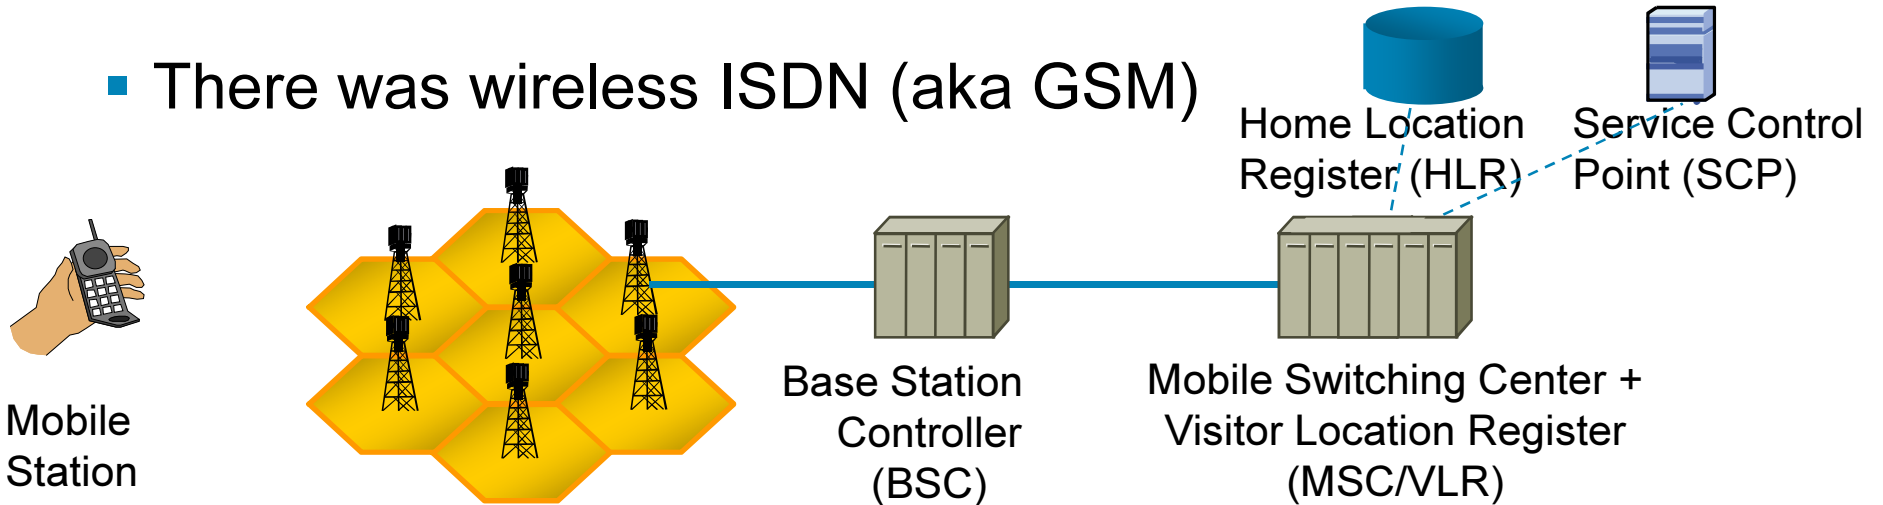 There was wireless ISDN (aka GSM)
Home Location
Register (HLR)
Service Control
Point (SCP)
Mobile
Station
Base Station
Controller
(BSC)
Mobile Switching Center +
Visitor Location Register
(MSC/VLR)